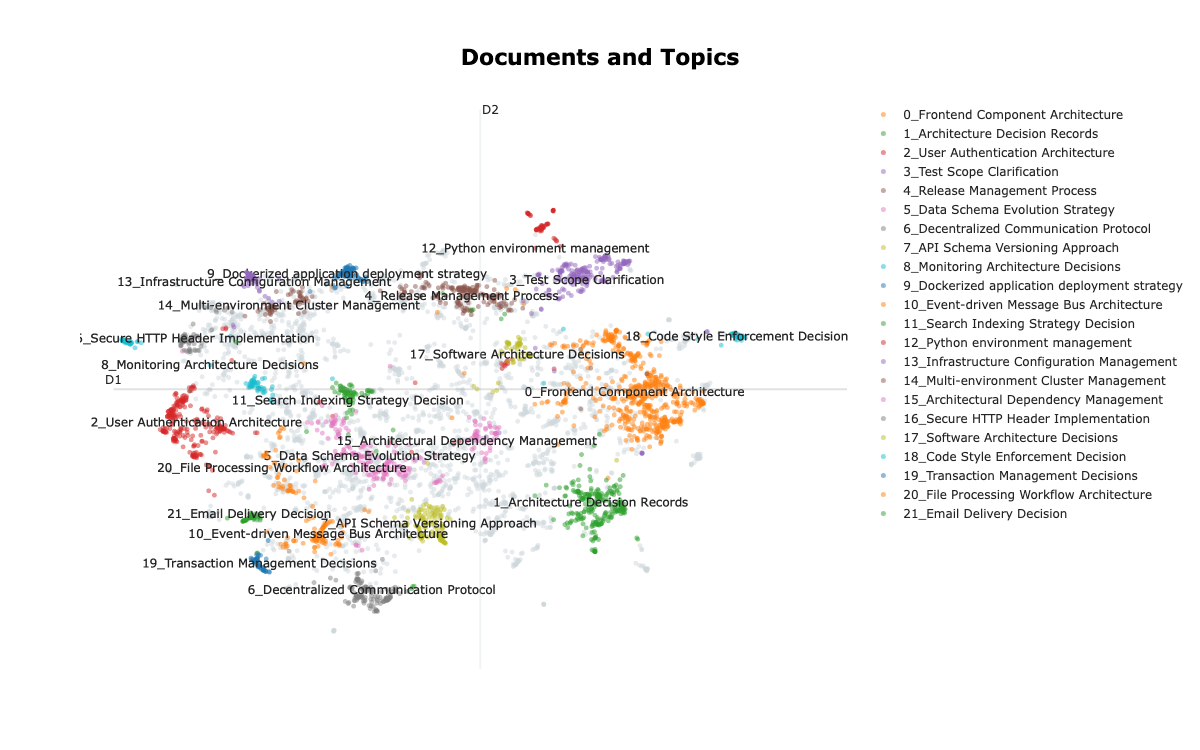 Documents and Topics
D2
12_Python environment management
9_Dockerized application deployment strategy
13_Infrastructure Configuration Management
3_Test Scope Clarification
4_Release Management Process
14_Multi-environment Cluster Management
5_Secure HTTP Header Implementation
18_Code Style Enforcement Decision
17_Software Architecture Decisions
8_Monitoring Architecture Decisions
D1
0_Frontend Component Architecture
11_Search Indexing Strategy Decision
2_User Authentication Architecture
15_Architectural Dependency Management
5_Data Schema Evolution Strategy
20_File Processing Workflow Architecture
1_Architecture Decision Records
21_Email Delivery Decision
_API Schema Versioning Approach
10_Event-driven Message Bus Architecture
19_Transaction Management Decisions
6_Decentralized Communication Protocol
0_Frontend Component Architecture
1_Architecture Decision Records
2_User Authentication Architecture
3_Test Scope Clarification
4_Release Management Process
5_Data Schema Evolution Strategy
6_Decentralized Communication Protocol
7_API Schema Versioning Approach
8_Monitoring Architecture Decisions
9_Dockerized application deployment strategy
10_Event-driven Message Bus Architecture
11_Search Indexing Strategy Decision
12_Python environment management
13_Infrastructure Configuration Management
14_Multi-environment Cluster Management
15_Architectural Dependency Management
16_Secure HTTP Header Implementation
17_Software Architecture Decisions
18_Code Style Enforcement Decision
19_Transaction Management Decisions
20_File Processing Workflow Architecture
21_Email Delivery Decision